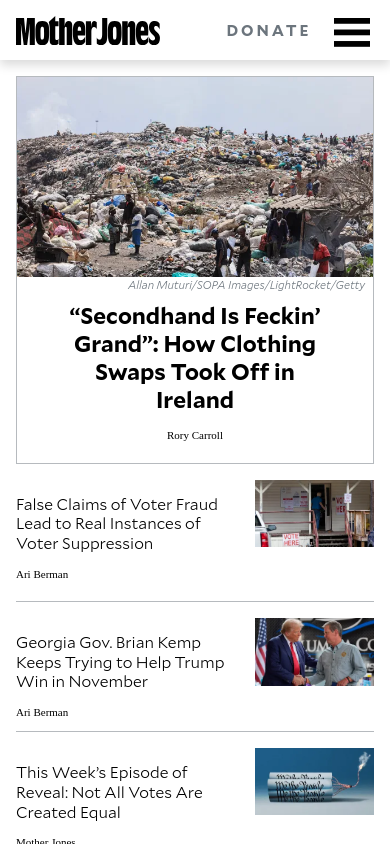 Mother Jones
DONATE
Allan Muturi/SOPA Images/LightRocket/Getty
“Secondhand Is Feckin’
Grand”: How Clothing
Swaps Took Off in
Ireland
Rory Carroll
False Claims of Voter Fraud
Lead to Real Instances of
Voter Suppression
VOTE
HERE
Ari Berman
Georgia Gov. Brian Kemp
Keeps Trying to Help Trump
Win in November
Ari Berman
This Week’s Episode of
Reveal: Not All Votes Are
Created Equal
Mother Jones